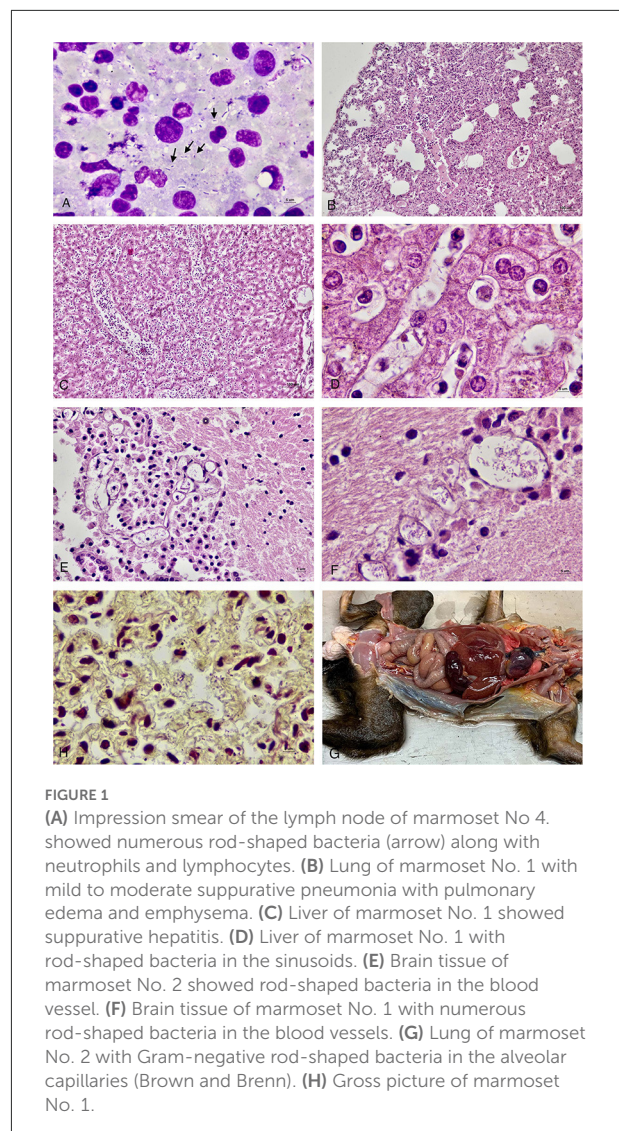 A
B
C
D
E
F
H
G
FIGURE 1
(A) Impression smear of the lymph node of marmoset No 4.
showed numerous rod-shaped bacteria (arrow) along with
neutrophils and lymphocytes. (B) Lung of marmoset No. 1 with
mild to moderate suppurative pneumonia with pulmonary
edema and emphysema. (C) Liver of marmoset No. 1 showed
suppurative hepatitis. (D) Liver of marmoset No. 1 with
rod-shaped bacteria in the sinusoids. (E) Brain tissue of
marmoset No. 2 showed rod-shaped bacteria in the blood
vessel. (F) Brain tissue of marmoset No. 1 with numerous
rod-shaped bacteria in the blood vessels. (G) Lung of marmoset
No. 2 with Gram-negative rod-shaped bacteria in the alveolar
capillaries (Brown and Brenn). (H) Gross picture of marmoset
No. 1.